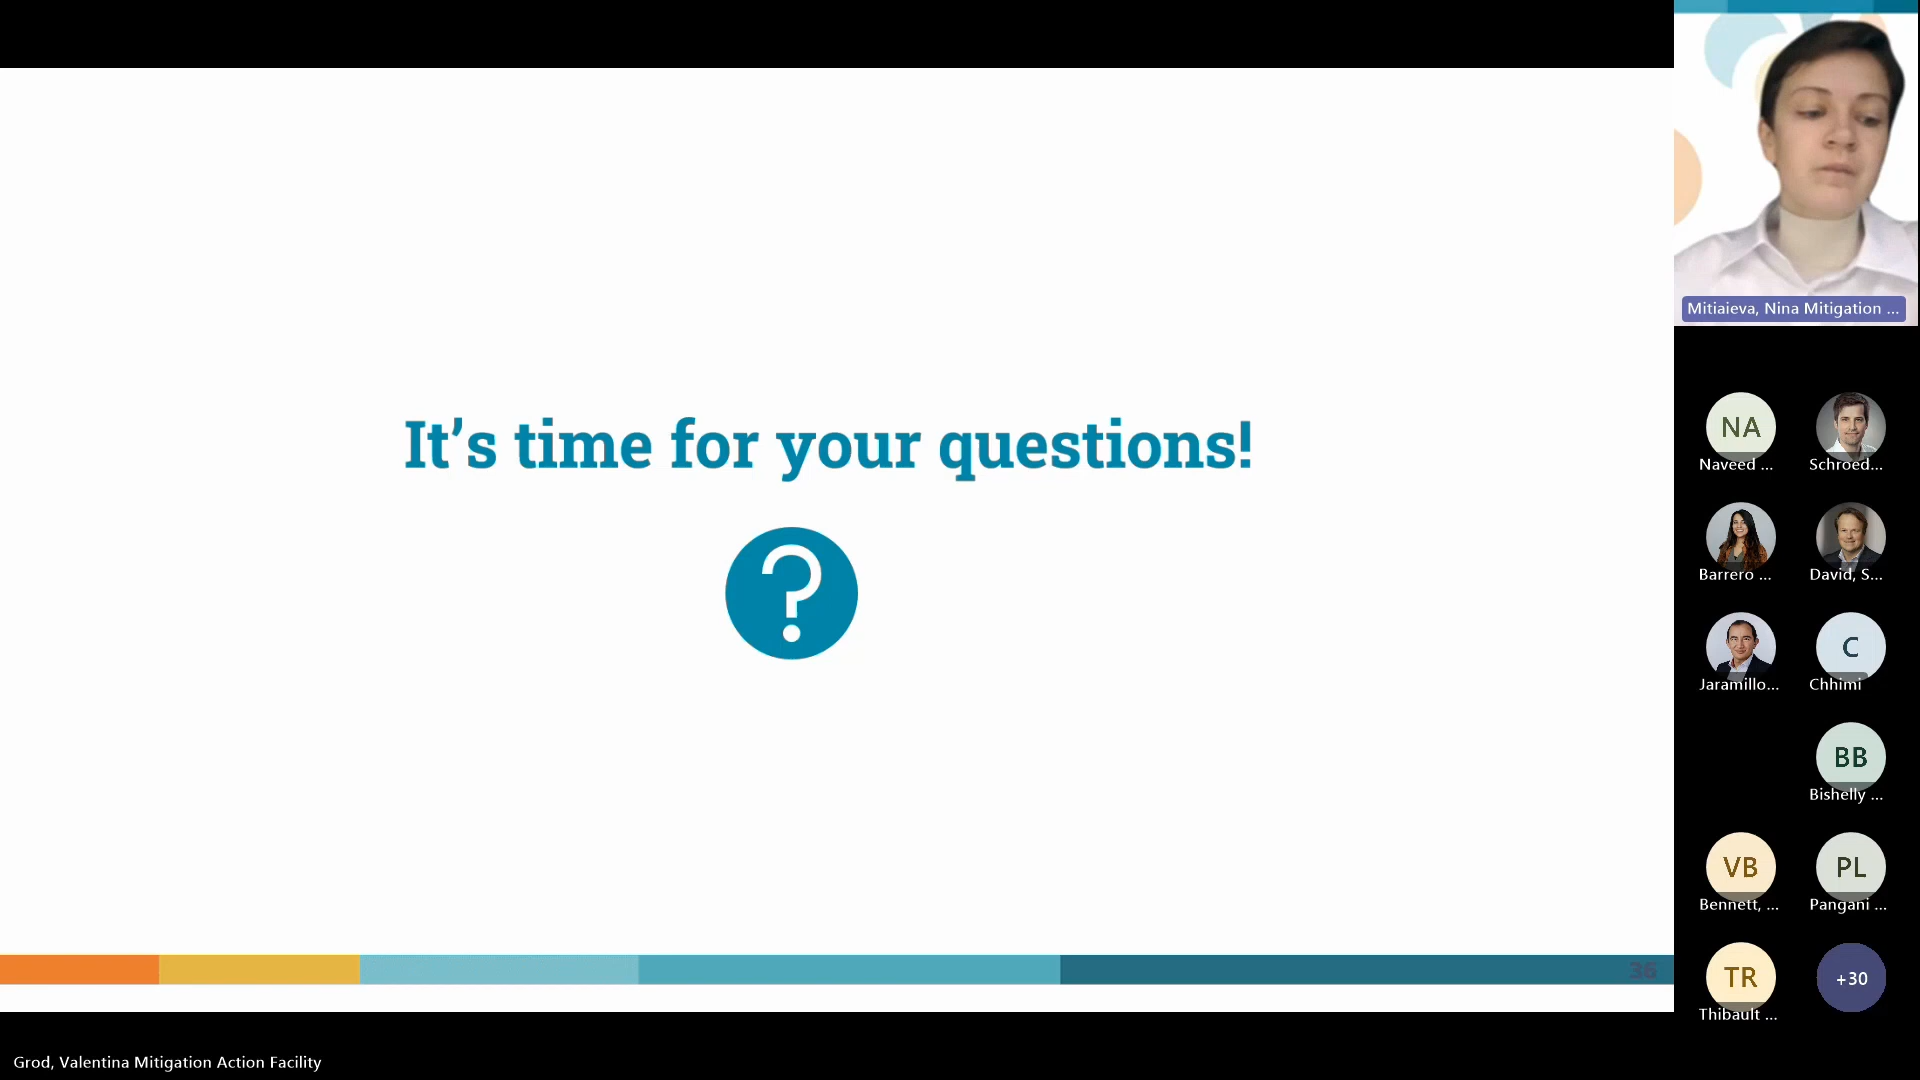 It’s time for your questions!
?
36
Mitiaieva, Nina Mitigation ...
NA
Naveed ...
Schroed...
Barrero ...
David, S...
Jaramillo...
C
Chhimi
BB
Bishelly ...
VB
Bennett, ...
PL
Pangani ...
TR
Thibault ...
+30
Grod, Valentina Mitigation Action Facility